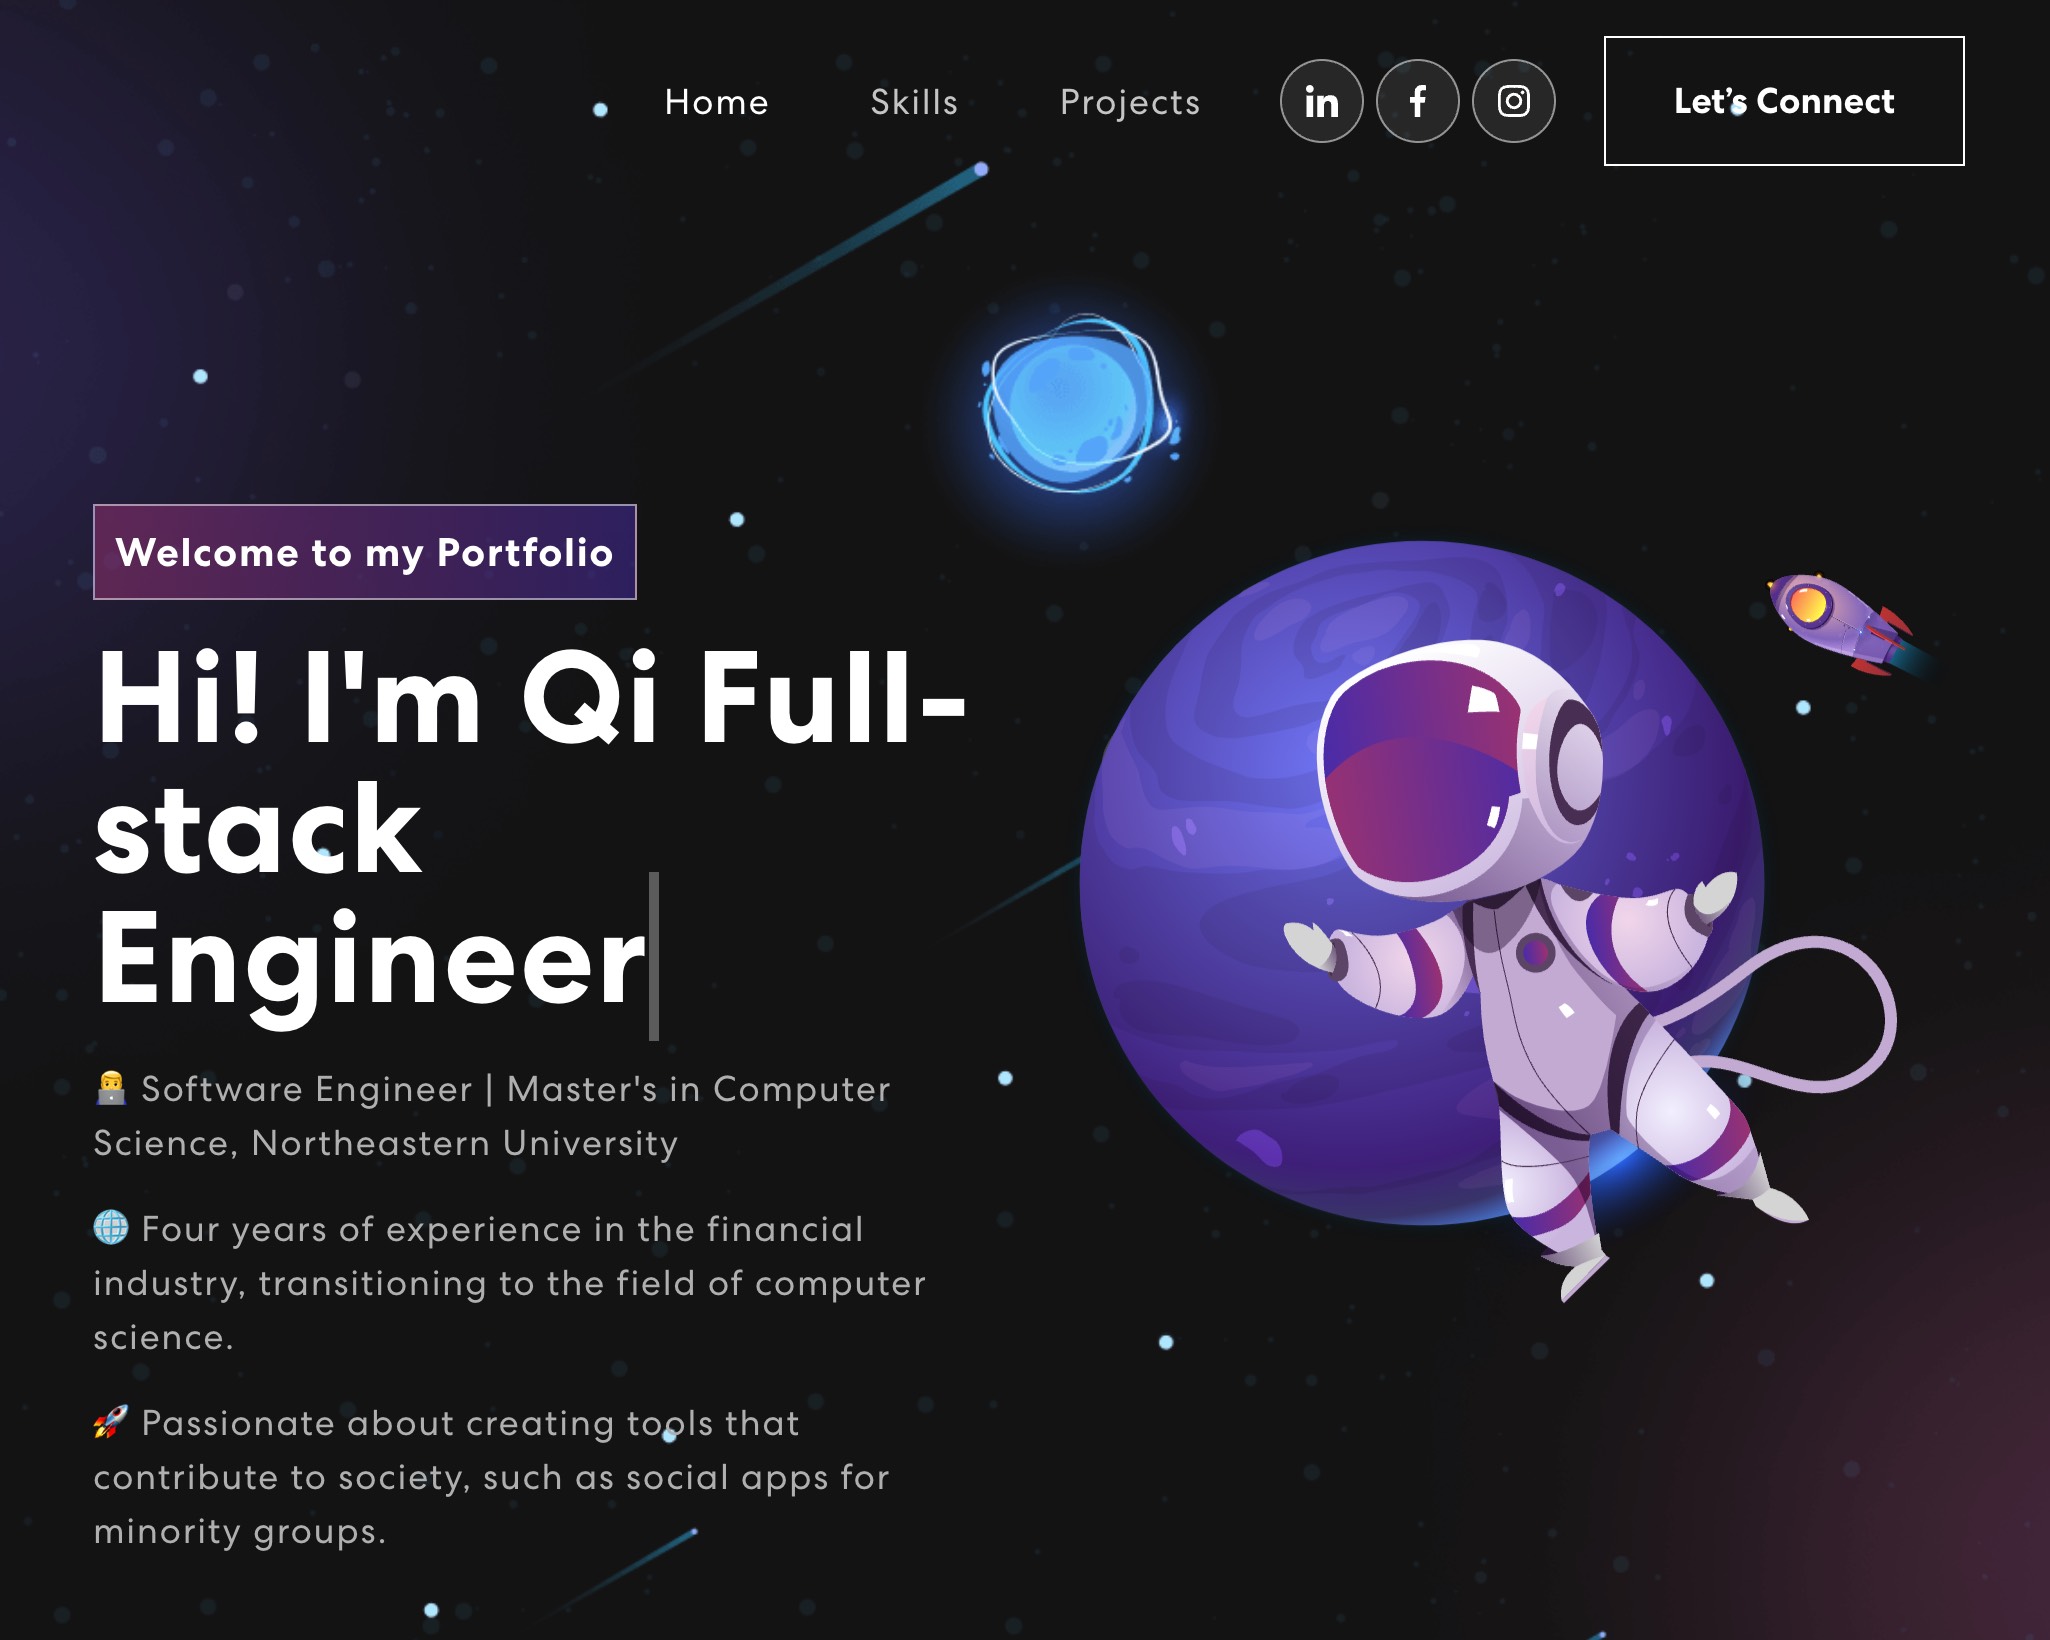 Home
Skills
Projects
in
f
Let's Connect
Welcome to my Portfolio
Hi! I'm Qi Full-
stack
Engineer
👨‍💻 Software Engineer | Master's in Computer
Science, Northeastern University
🌐 Four years of experience in the financial
industry, transitioning to the field of computer
science.
🚀 Passionate about creating tools that
contribute to society, such as social apps for
minority groups.